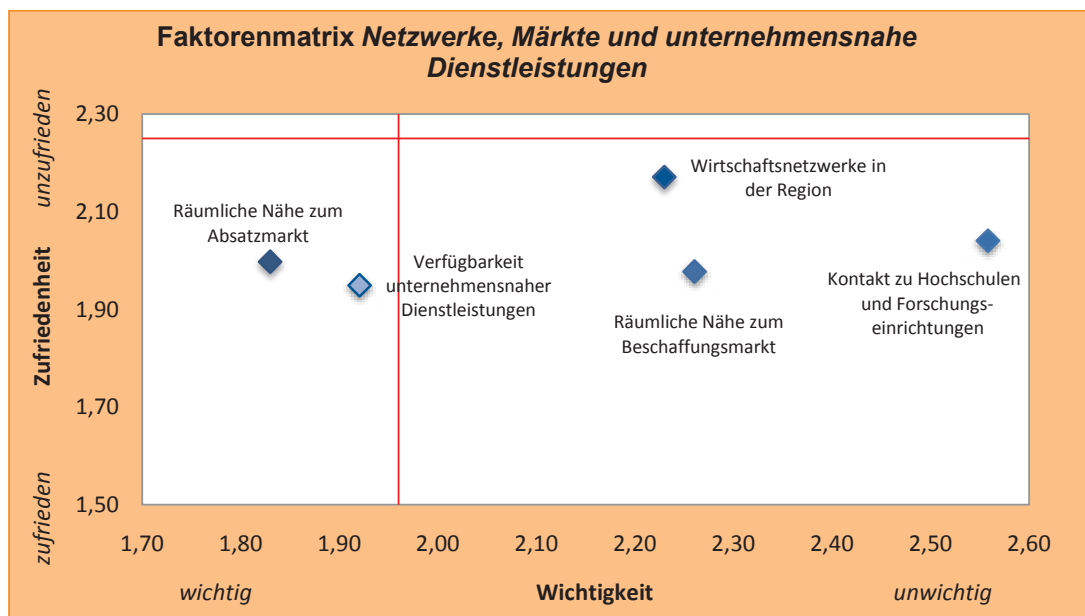 Faktorenmatrix Netzwerke, Märkte und unternehmensnahe
Dienstleistungen
unzufrieden
Zufriedenheit
zufrieden
2,30
2,10
1,90
1,70
1,50
Räumliche Nähe zum
Absatzmarkt
Verfügbarkeit
unternehmensnaher
Dienstleistungen
Wirtschaftsnetzwerke in
der Region
Räumliche Nähe zum
Beschaffungsmarkt
Kontakt zu Hochschulen
und Forschungs-
einrichtungen
1,70 1,80 1,90 2,00 2,10 2,20 2,30 2,40 2,50 2,60
wichtig Wichtigkeit unwichtig